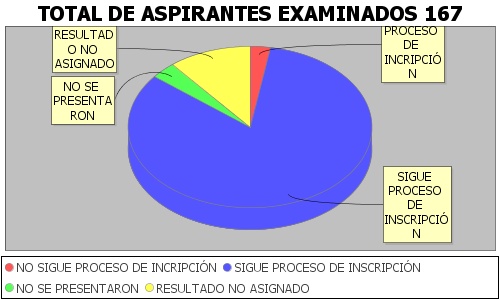 TOTAL DE ASPIRANTES EXAMINADOS 167
RESULTAD
O NO
ASIGNADO
PROCESO
DE
INCRIPCIÓ
N
NO SE
PRESENTA
RON
SIGUE
PROCESO
DE
INSCRIPCIÓ
N
NO SIGUE PROCESO DE INCRIPCIÓN
SIGUE PROCESO DE INSCRIPCIÓN
NO SE PRESENTARON
RESULTADO NO ASIGNADO